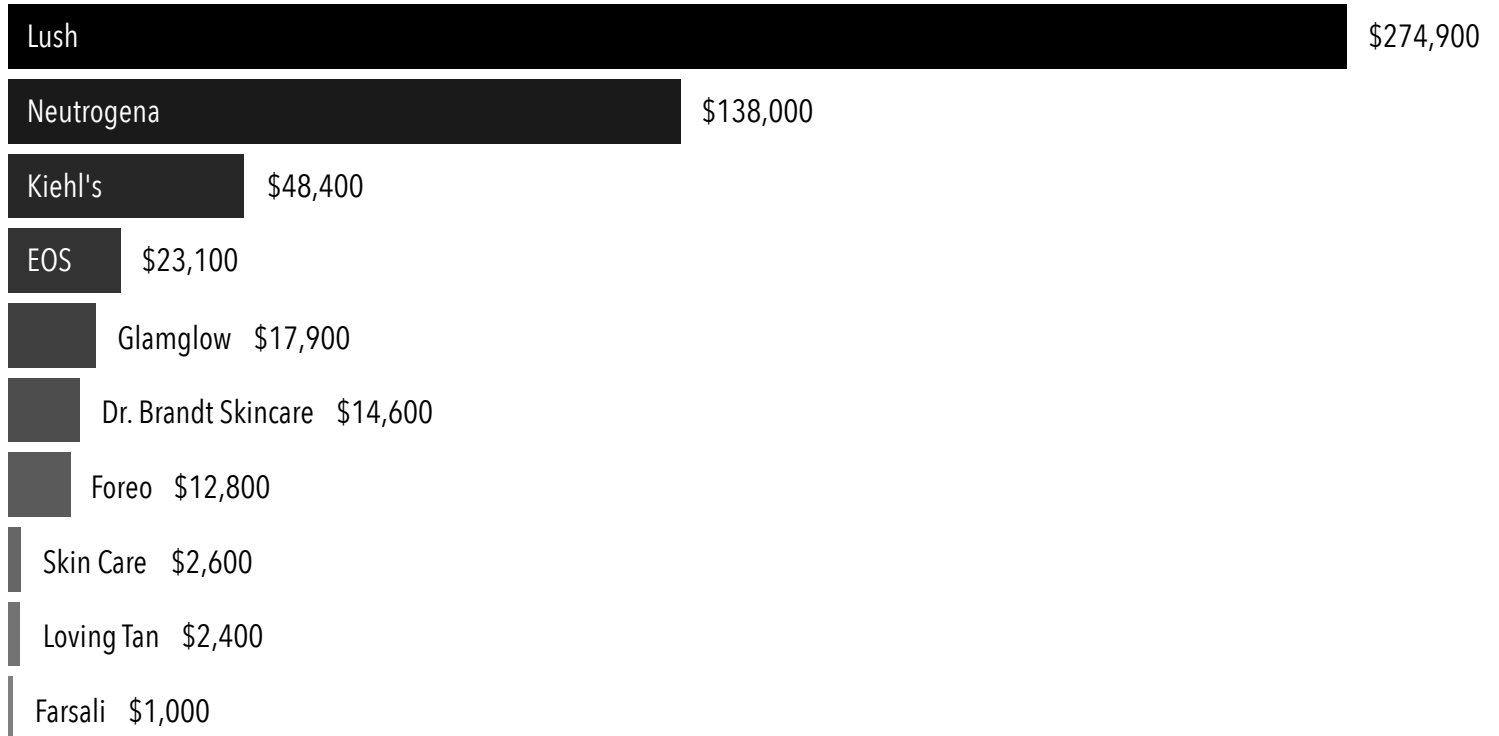 Lush $274,900
Neutrogena $138,000
Kiehl's $48,400
EOS $23,100
Glamglow $17,900
Dr. Brandt Skincare $14,600
Foreo $12,800
Skin Care $2,600
Loving Tan $2,400
Farsali $1,000